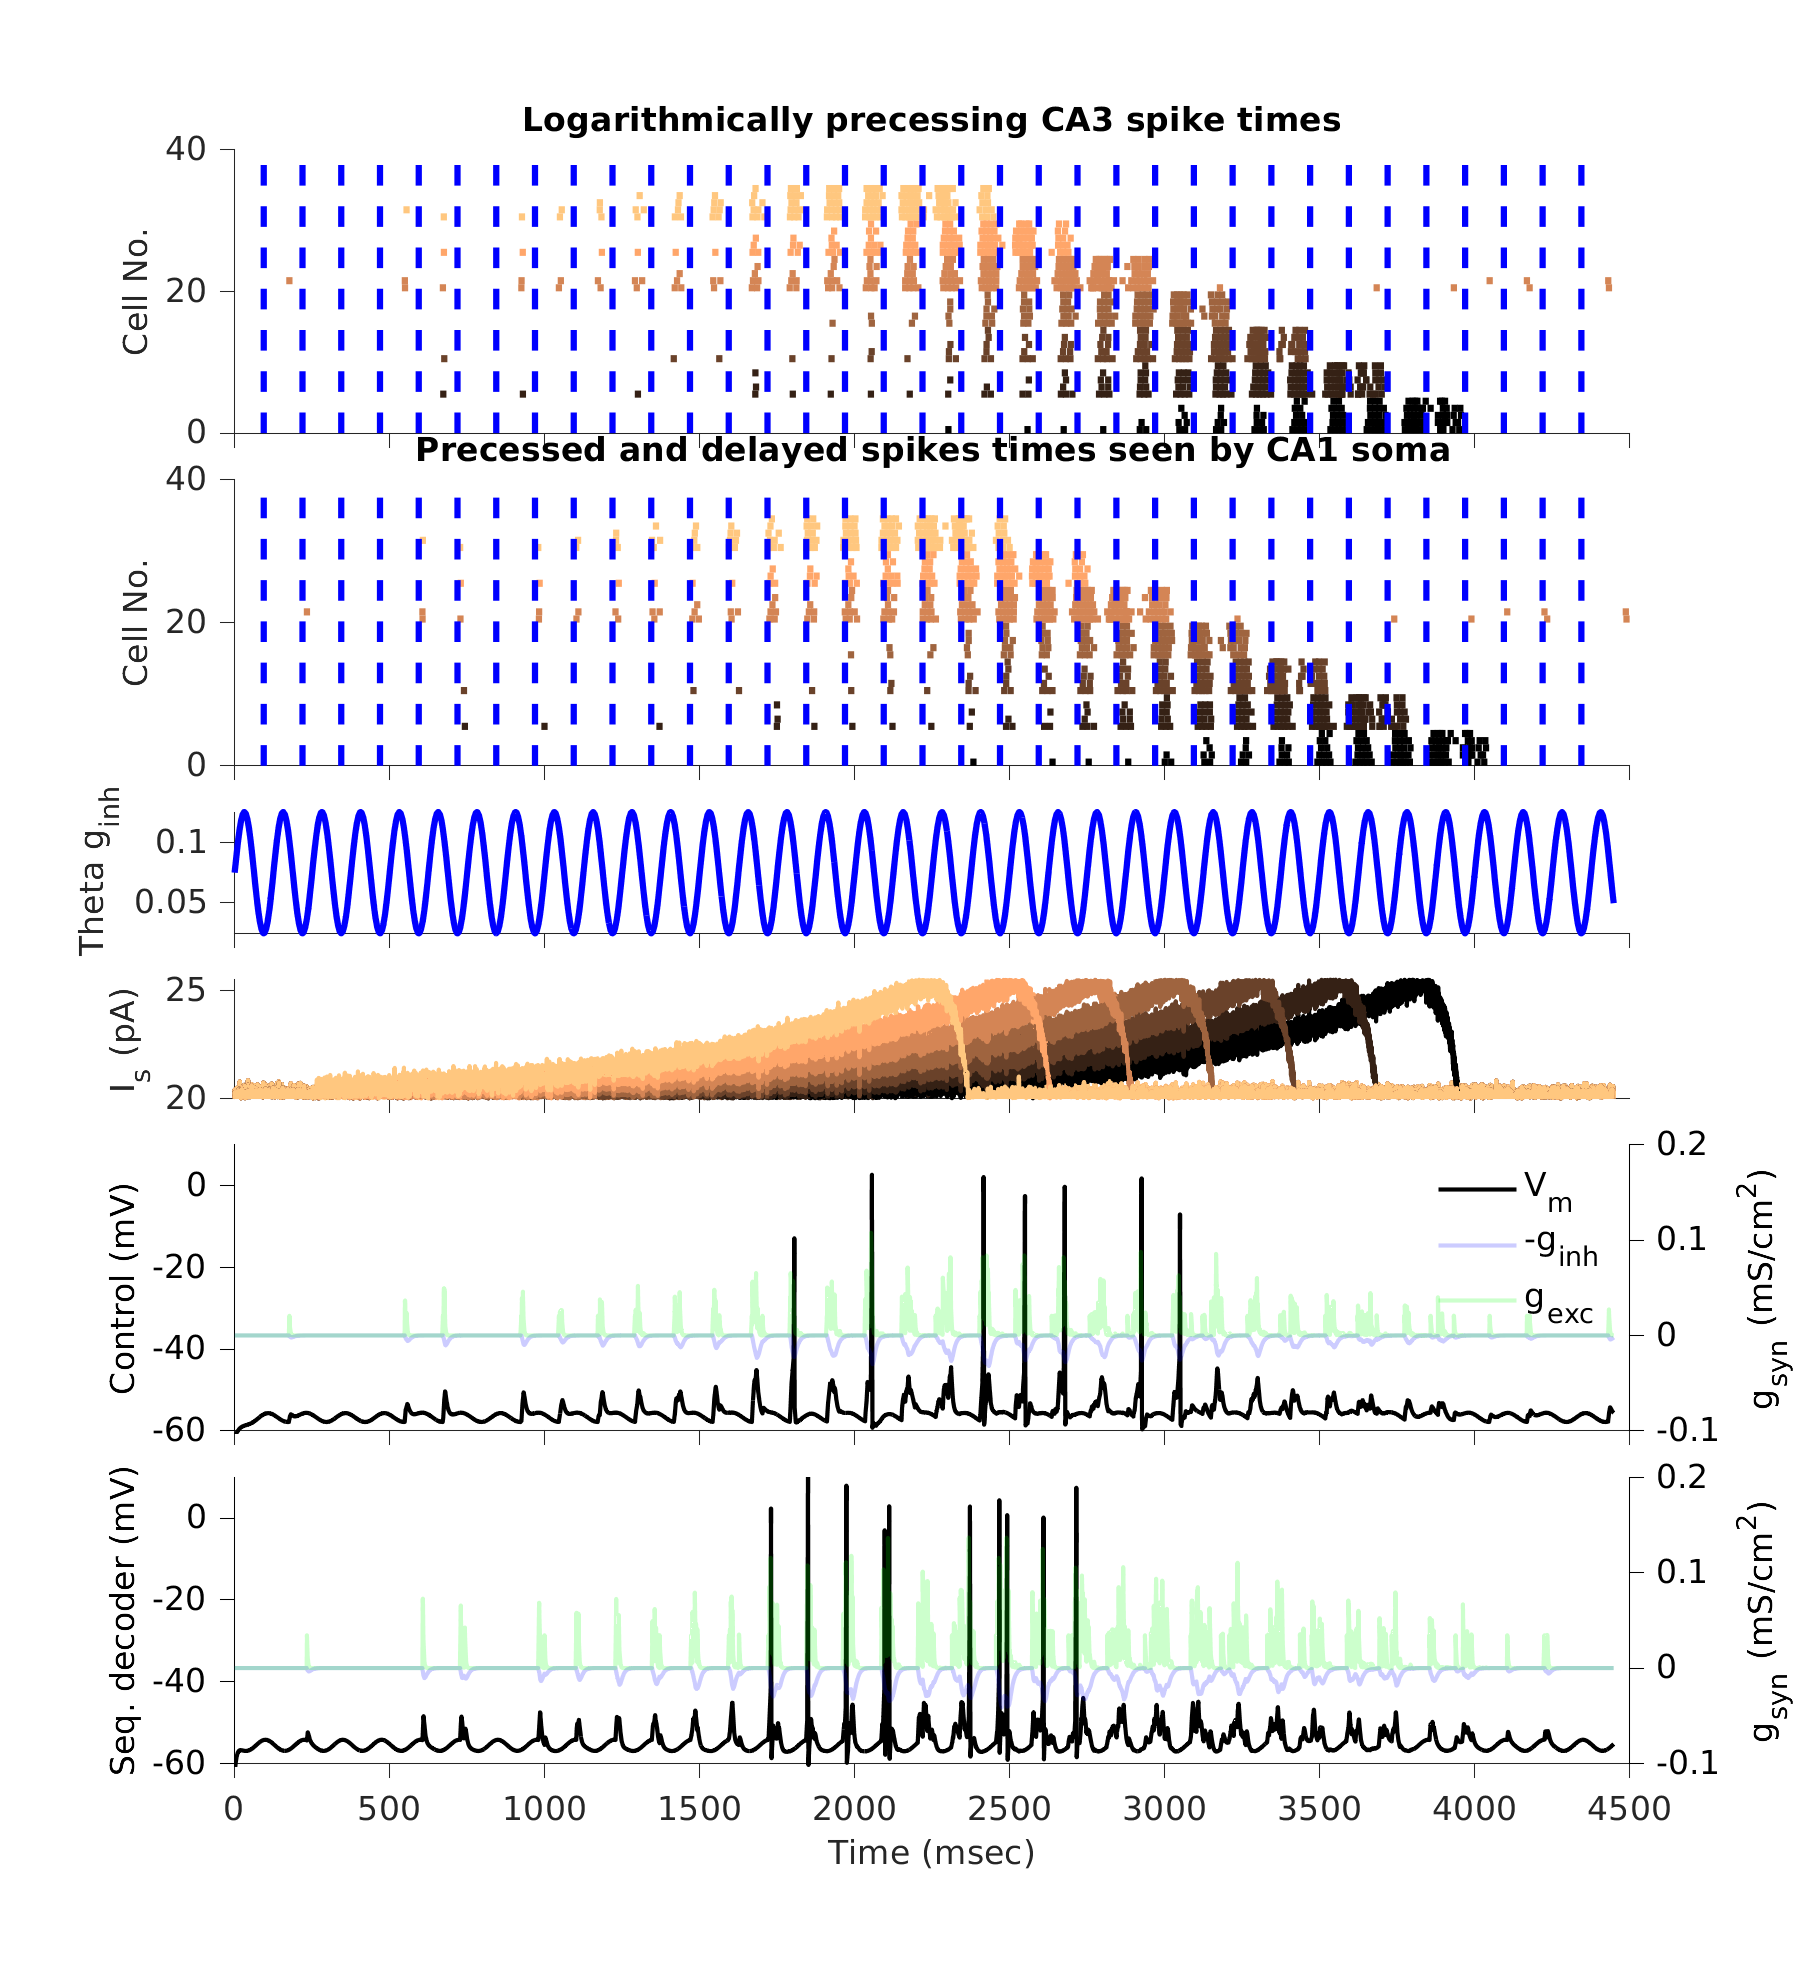 Logarithmically precessing CA3 spike times
40
20
0
Cell No.
Precessed and delayed spikes times seen by CA1 soma
40
20
0
Cell No.
0.1
0.05
Theta g_inh
25
20
I_s (pA)
0
-20
-40
-60
Control (mV)
V_m
-g_inh
g_exc
0.2
0.1
0
-0.1
g_syn (mS/cm^2)
0
-20
-40
-60
Seq. decoder (mV)
0.2
0.1
0
-0.1
g_syn (mS/cm^2)
0 500 1000 1500 2000 2500 3000 3500 4000 4500
Time (msec)